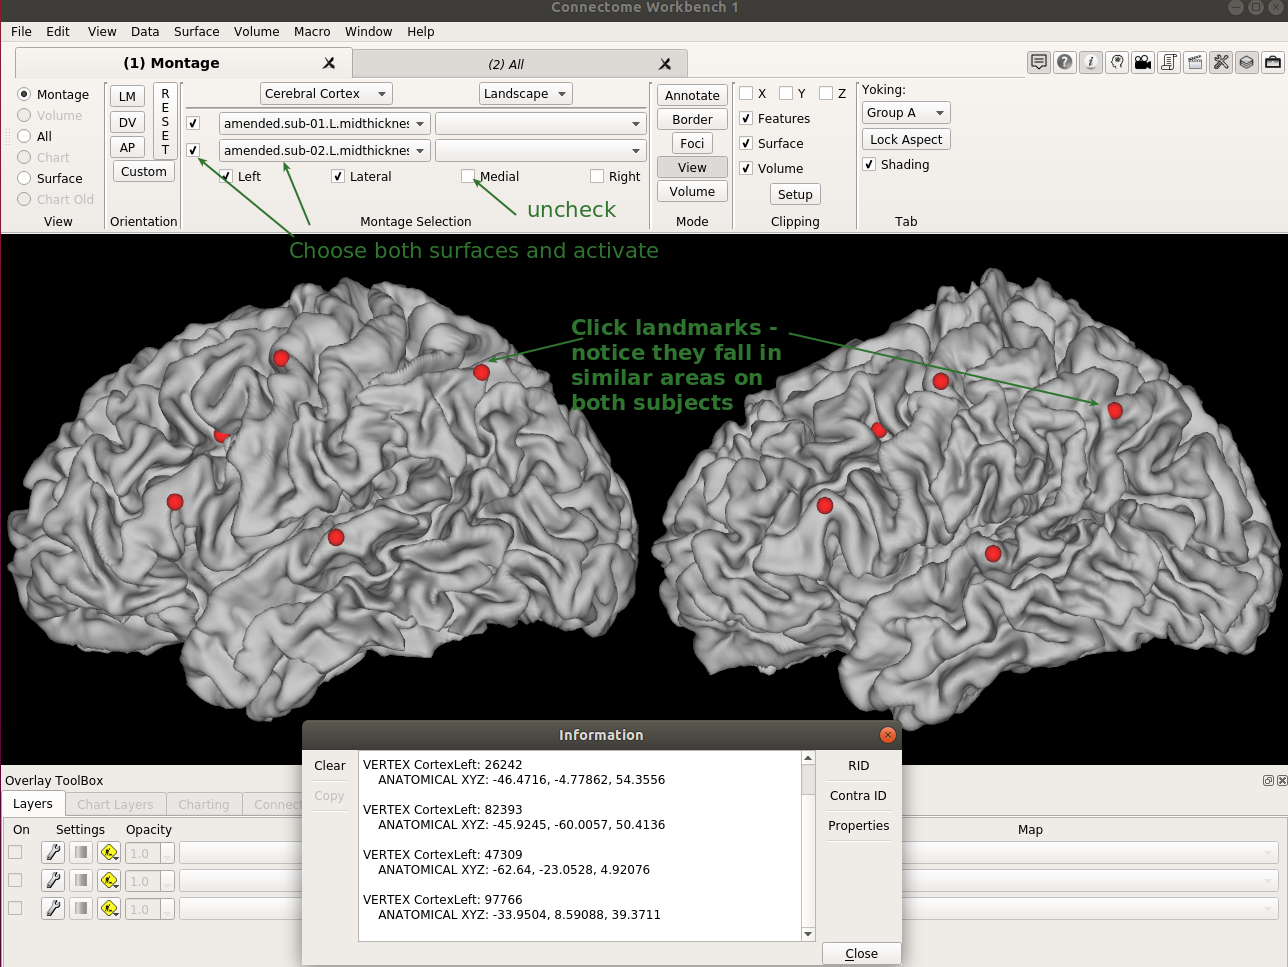 Connectome Workbench 1
File Edit View Data Surface Volume Macro Window Help
(1) Montage
(2) All
Montage
Volume
All
Chart
Surface
Chart Old
View
LM
DV
AP
Custom
RESET
Orientation
Cerebral Cortex
Landscape
amended.sub-01.L.midthicknes
amended.sub-02.L.midthicknes
Left
Lateral
Medial
Right
Montage Selection
Annotate
Border
Foci
View
Volume
Mode
X Y Z
Features
Surface
Volume
Setup
Clipping
Yoking:
Group A
Lock Aspect
Shading
Tab
uncheck
Choose both surfaces and activate
Click landmarks -
notice they fall in
similar areas on
both subjects
Information
Clear
Copy
VERTEX CortexLeft: 26242
ANATOMICAL XYZ: -46.4716, -4.77862, 54.3556
VERTEX CortexLeft: 82393
ANATOMICAL XYZ: -45.9245, -60.0057, 50.4136
VERTEX CortexLeft: 47309
ANATOMICAL XYZ: -62.64, -23.0528, 4.92076
VERTEX CortexLeft: 97766
ANATOMICAL XYZ: -33.9504, 8.59088, 39.3711
RID
Contra ID
Properties
Close
Overlay ToolBox
Layers
Chart Layers
Charting
Connect
On Settings Opacity
Map
1.0
1.0
1.0